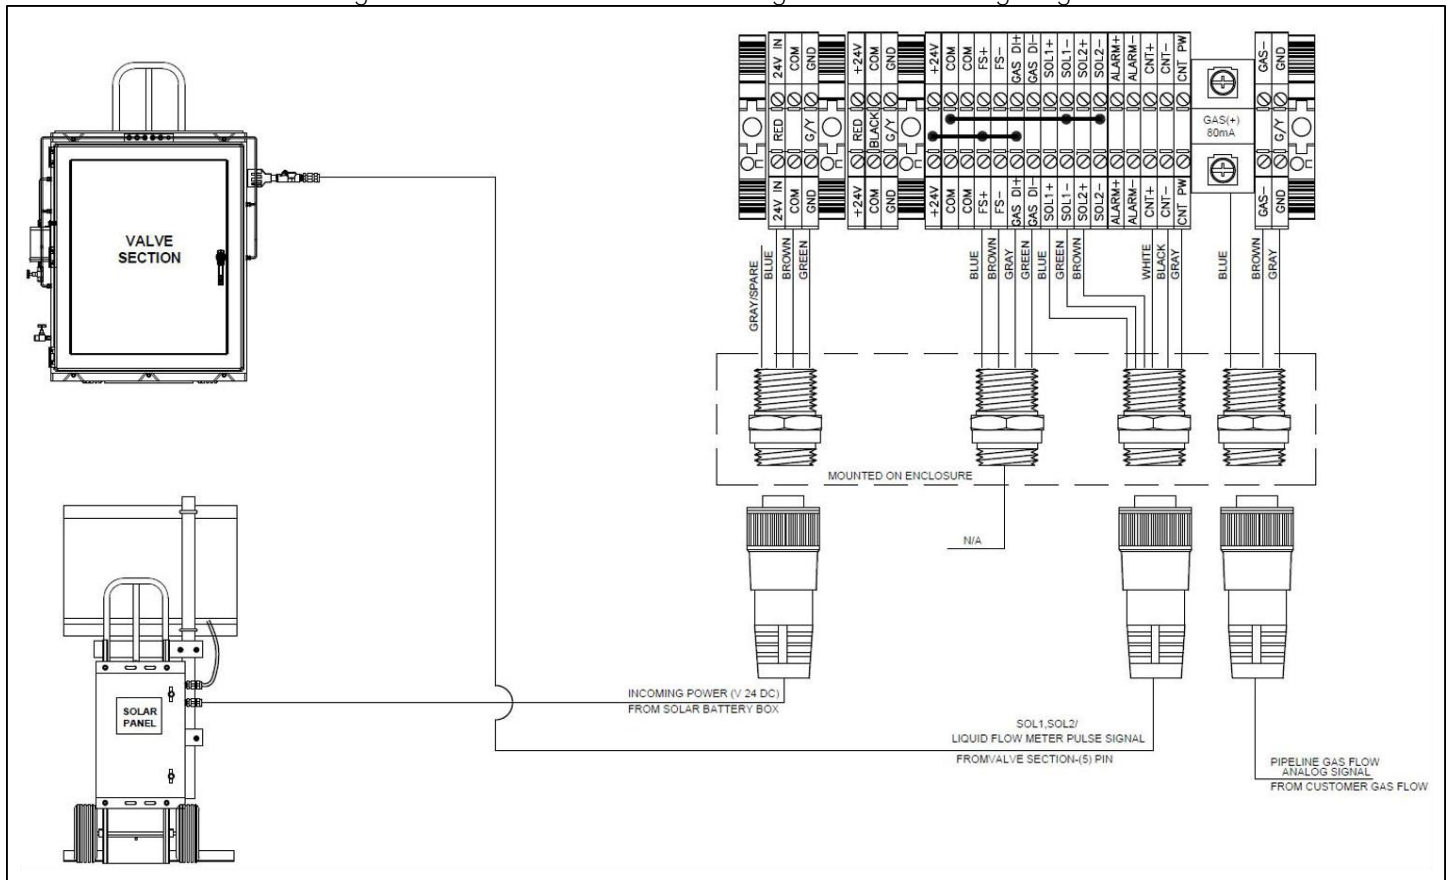 24V IN
COM
GND
+24V
COM
GND
+24V
COM
COM
FS+
FS-
GAS DI+
GAS DI-
SOL1+
SOL1-
SOL2+
SOL2-
ALARM+
ALARM-
CNT+
CNT-
CNT PW
GAS-
GND
RED
G/Y
RED
BLACK
G/Y
GAS(+)
80mA
G/Y
24V IN
COM
GND
+24V
COM
GND
+24V
COM
COM
FS+
FS-
GAS DI+
GAS DI-
SOL1+
SOL1-
SOL2+
SOL2-
ALARM+
ALARM-
CNT+
CNT-
CNT PW
GAS-
GND
GRAY/SPARE
BLUE
BROWN
GREEN
BLUE
BROWN
GRAY
GREEN
BLUE
GREEN
BROWN
WHITE
BLACK
GRAY
BLUE
BROWN
GRAY
VALVE
SECTION
MOUNTED ON ENCLOSURE
N/A
SOLAR
PANEL
INCOMING POWER (V 24 DC)
FROM SOLAR BATTERY BOX
SOL1,SOL2/
LIQUID FLOW METER PULSE SIGNAL
FROMVALVE SECTION-(5) PIN
PIPELINE GAS FLOW
ANALOG SIGNAL
FROM CUSTOMER GAS FLOW